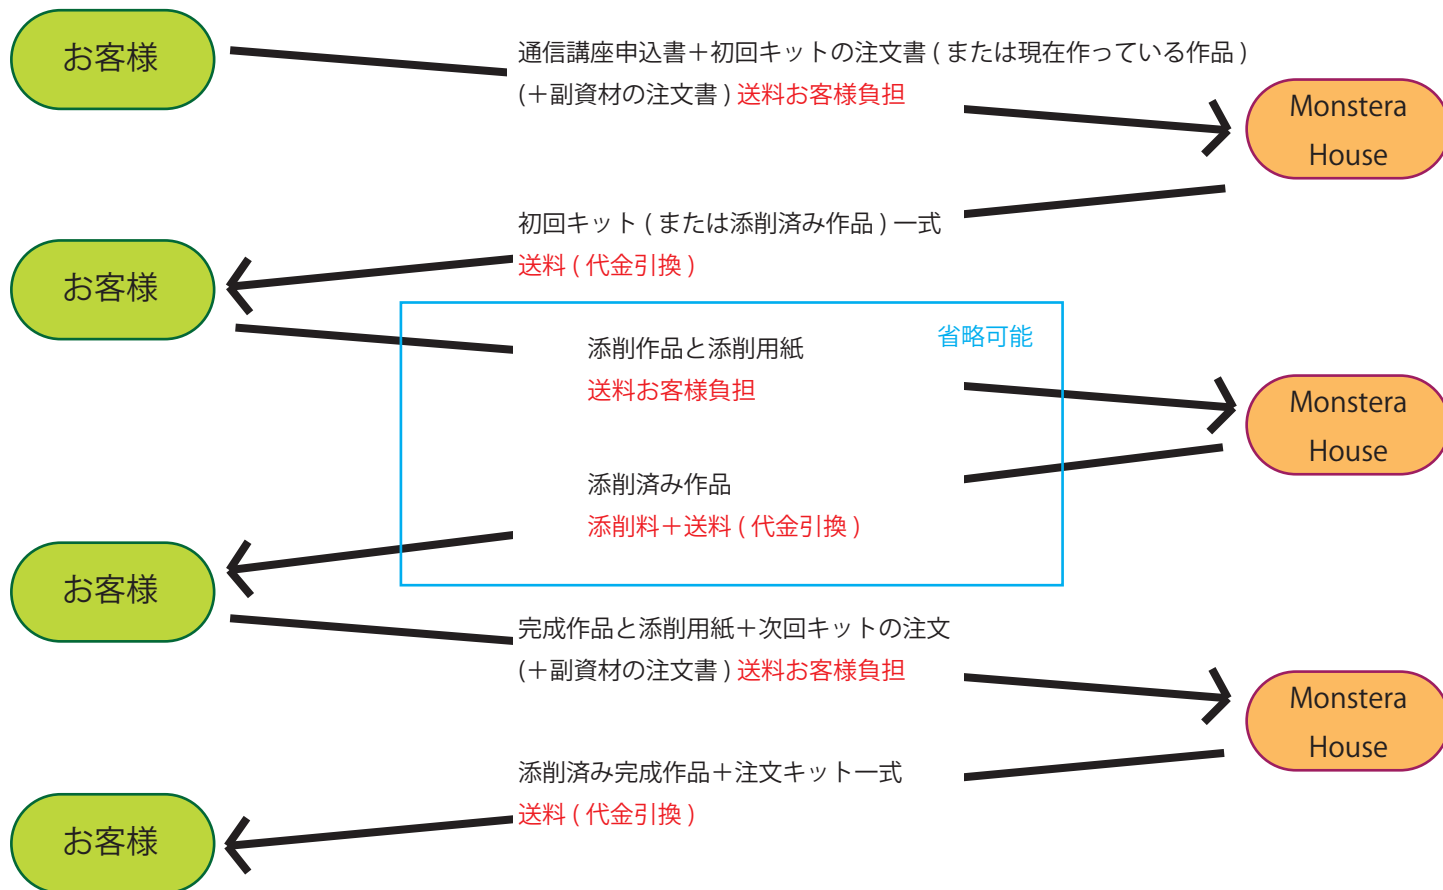 お客様
通信講座申込書＋初回キットの注文書 ( または現在作っている作品 )
(＋副資材の注文書 ) 送料お客様負担
Monstera
House
初回キット ( または添削済み作品 ) 一式
送料 ( 代金引換 )
お客様
省略可能
添削作品と添削用紙
送料お客様負担
Monstera
House
添削済み作品
添削料＋送料 ( 代金引換 )
お客様
完成作品と添削用紙＋次回キットの注文
(＋副資材の注文書 ) 送料お客様負担
Monstera
House
添削済み完成作品＋注文キット一式
送料 ( 代金引換 )
お客様